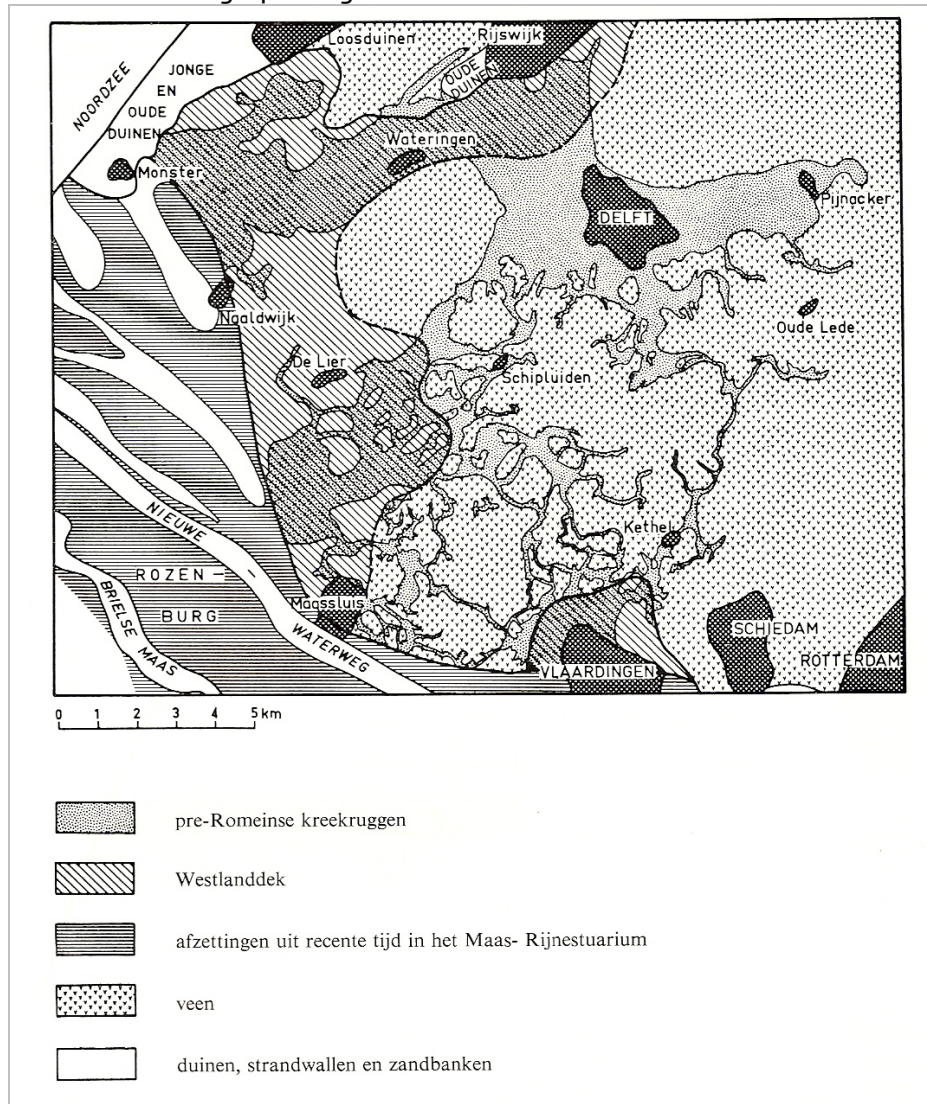 Loosduinen
Rijswijk
NOORDZEE
JONGE
EN
OUDE
DUINEN
OUDE
DUINEN
Monster
Wateringen
DELFT
Pijnacker
Naaldwijk
Oude Lede
De Lier
Schipluiden
NIEUWE –
WATERWEG
Kethel
ROZEN –
BURG
BRIELSE
MAAS
Maassluis
VLAARDINGEN
SCHIEDAM
ROTTERDAM
0 1 2 3 4 5 km
pre-Romeinse kreekruggen
Westlanddek
afzettingen uit recente tijd in het Maas- Rijnestuarium
veen
duinen, strandwallen en zandbanken